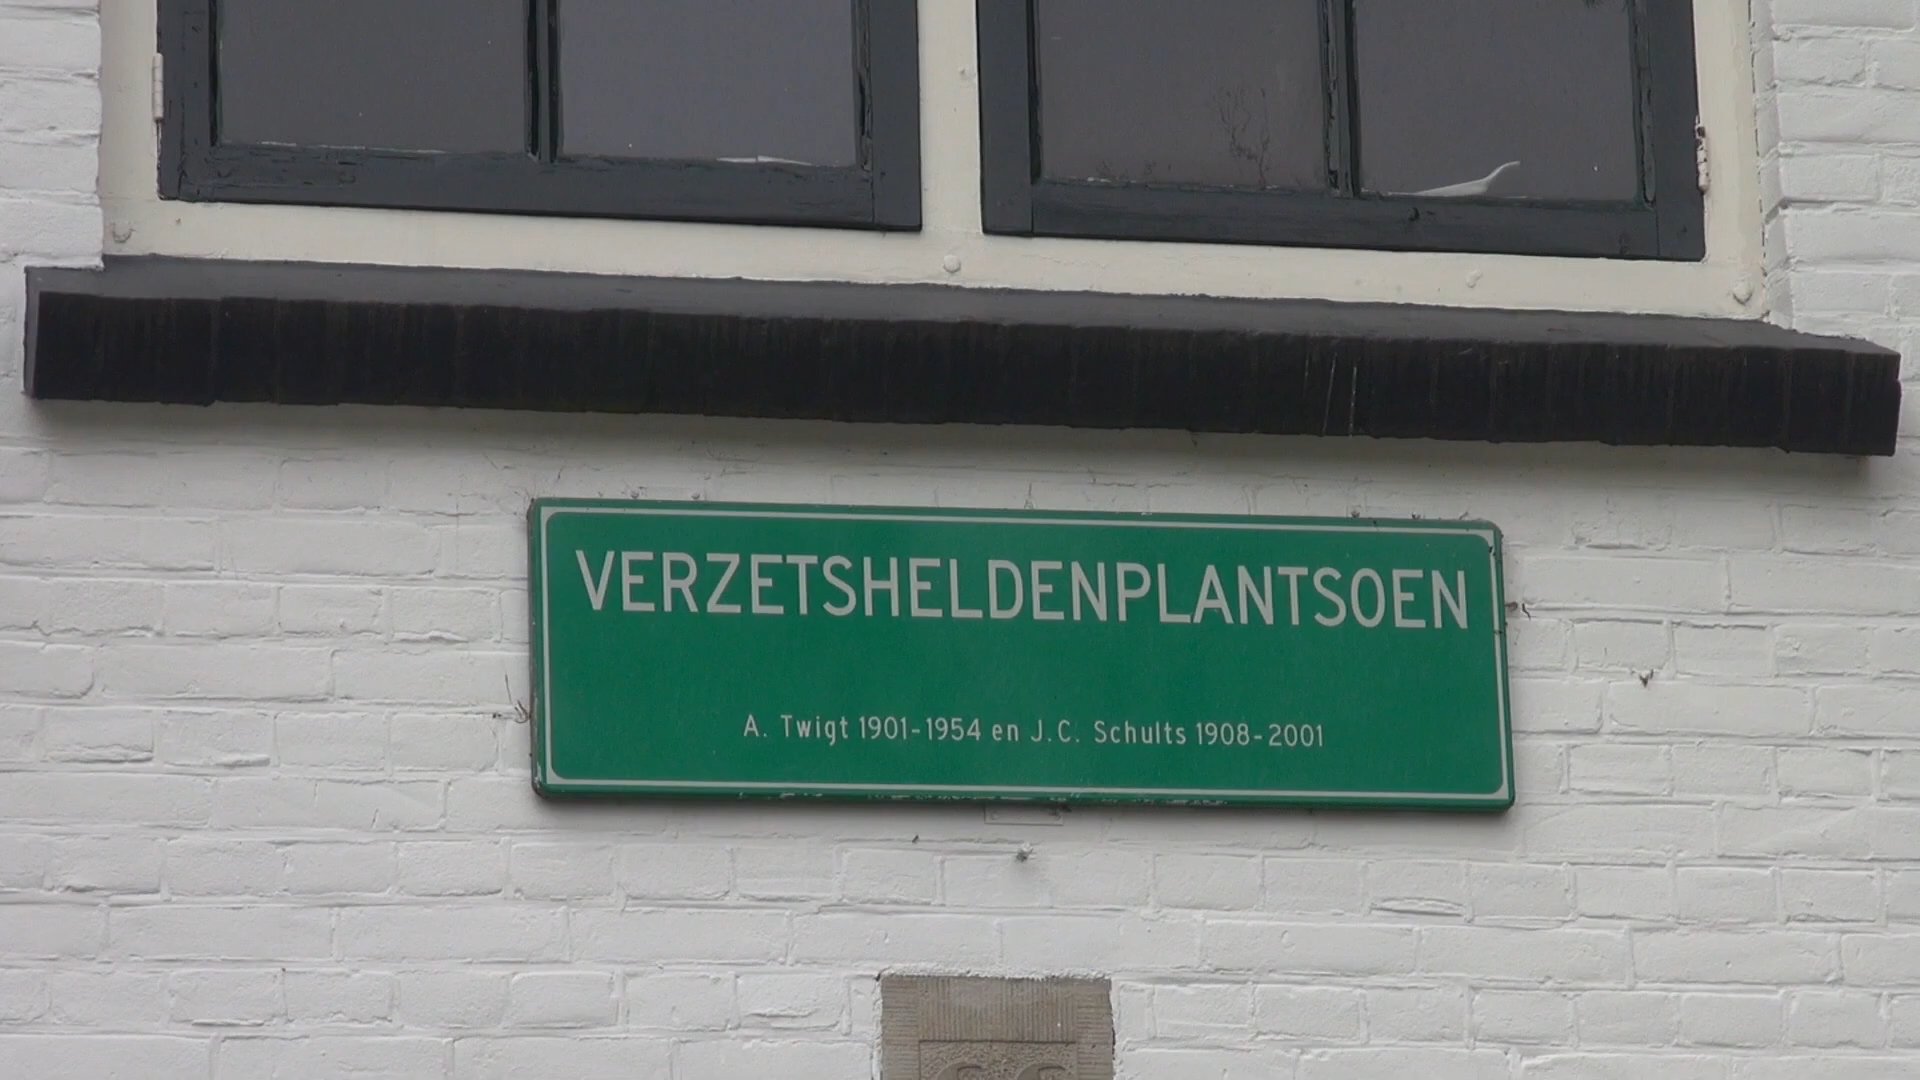 VERZETSHELDENPLANTSOEN
A. Twigt 1901-1954 en J.C. Schults 1908-2001